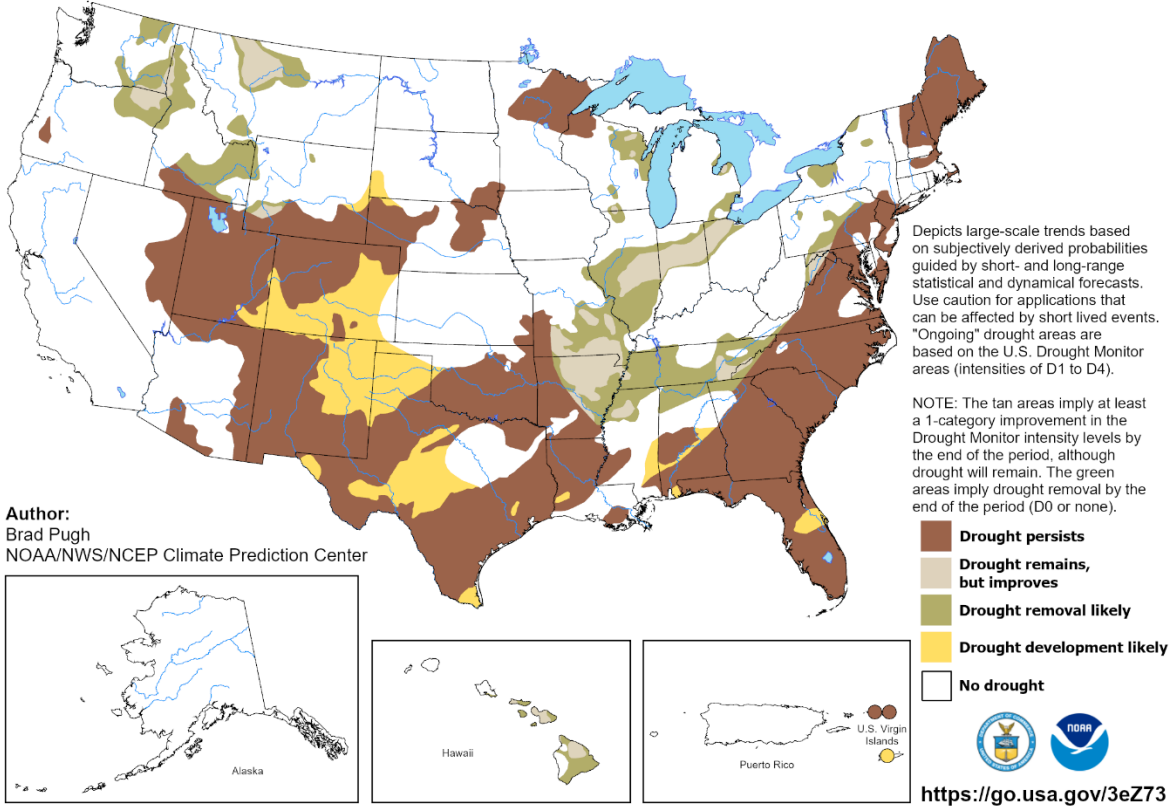 Depicts large-scale trends based
on subjectively derived probabilities
guided by short- and long-range
statistical and dynamical forecasts.
Use caution for applications that
can be affected by short lived events.
"Ongoing" drought areas are
based on the U.S. Drought Monitor
areas (intensities of D1 to D4).
NOTE: The tan areas imply at least
a 1-category improvement in the
Drought Monitor intensity levels by
the end of the period, although
drought will remain. The green
areas imply drought removal by the
end of the period (D0 or none).
Author:
Brad Pugh
NOAA/NWS/NCEP Climate Prediction Center
Drought persists
Drought remains,
but improves
Drought removal likely
Drought development likely
No drought
Alaska
Hawaii
Puerto Rico
U.S. Virgin
Islands
NOAA
https://go.usa.gov/3eZ73